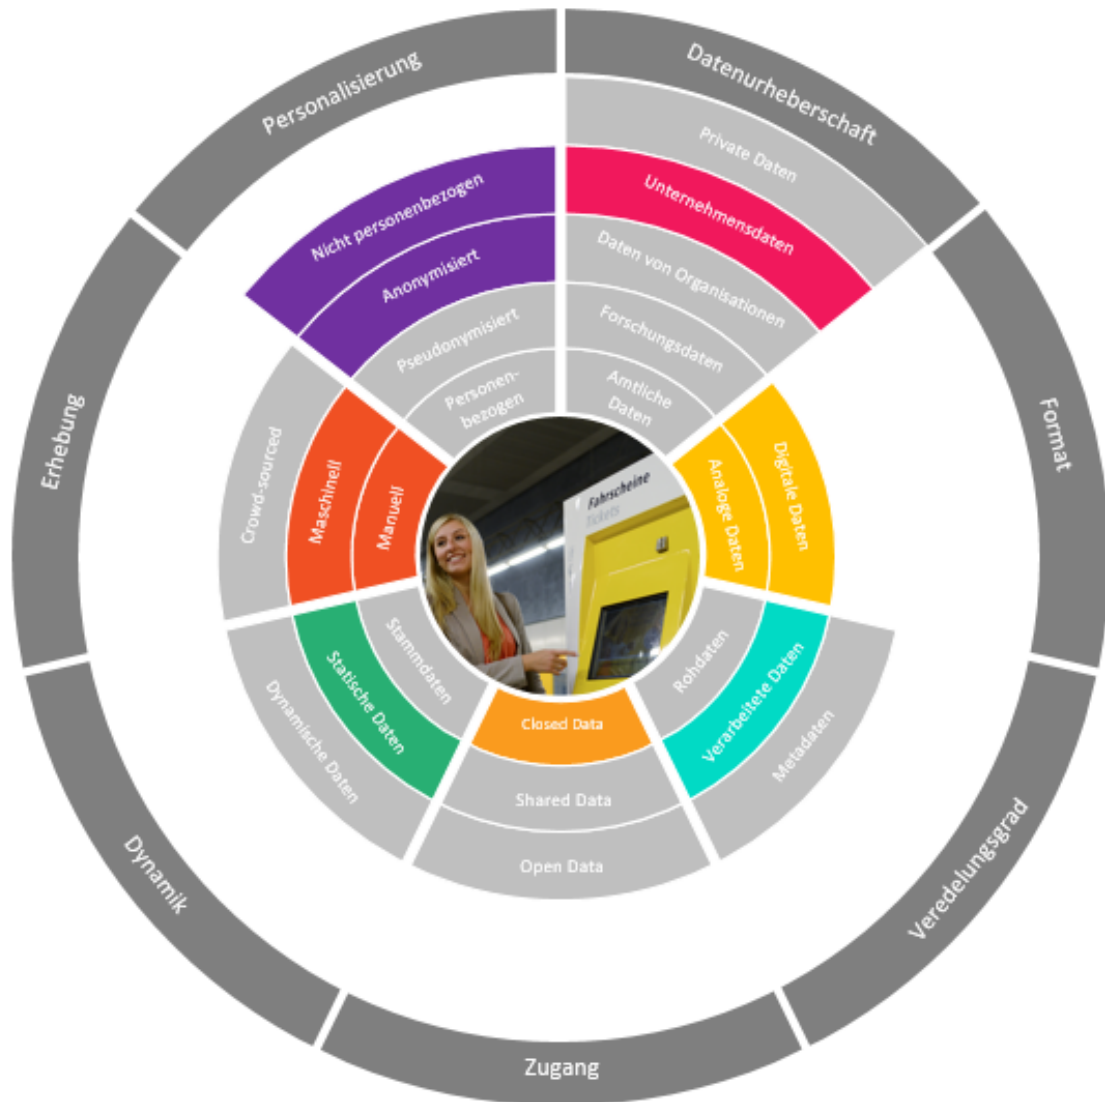 Personalisierung
Datenurheberschaft
Format
Veredelungsgrad
Zugang
Dynamik
Erhebung
Nicht personenbezogen
Anonymisiert
Pseudonymisiert
Personen-
bezogen
Private Daten
Unternehmensdaten
Daten von Organisationen
Forschungsdaten
Amtliche
Daten
Digitale Daten
Analoge Daten
Rohdaten
Verarbeitete Daten
Metadaten
Closed Data
Shared Data
Open Data
Stammdaten
Statische Daten
Dynamische Daten
Crowd-sourced
Maschinell
Manuell
Fahrscheine
Tickets